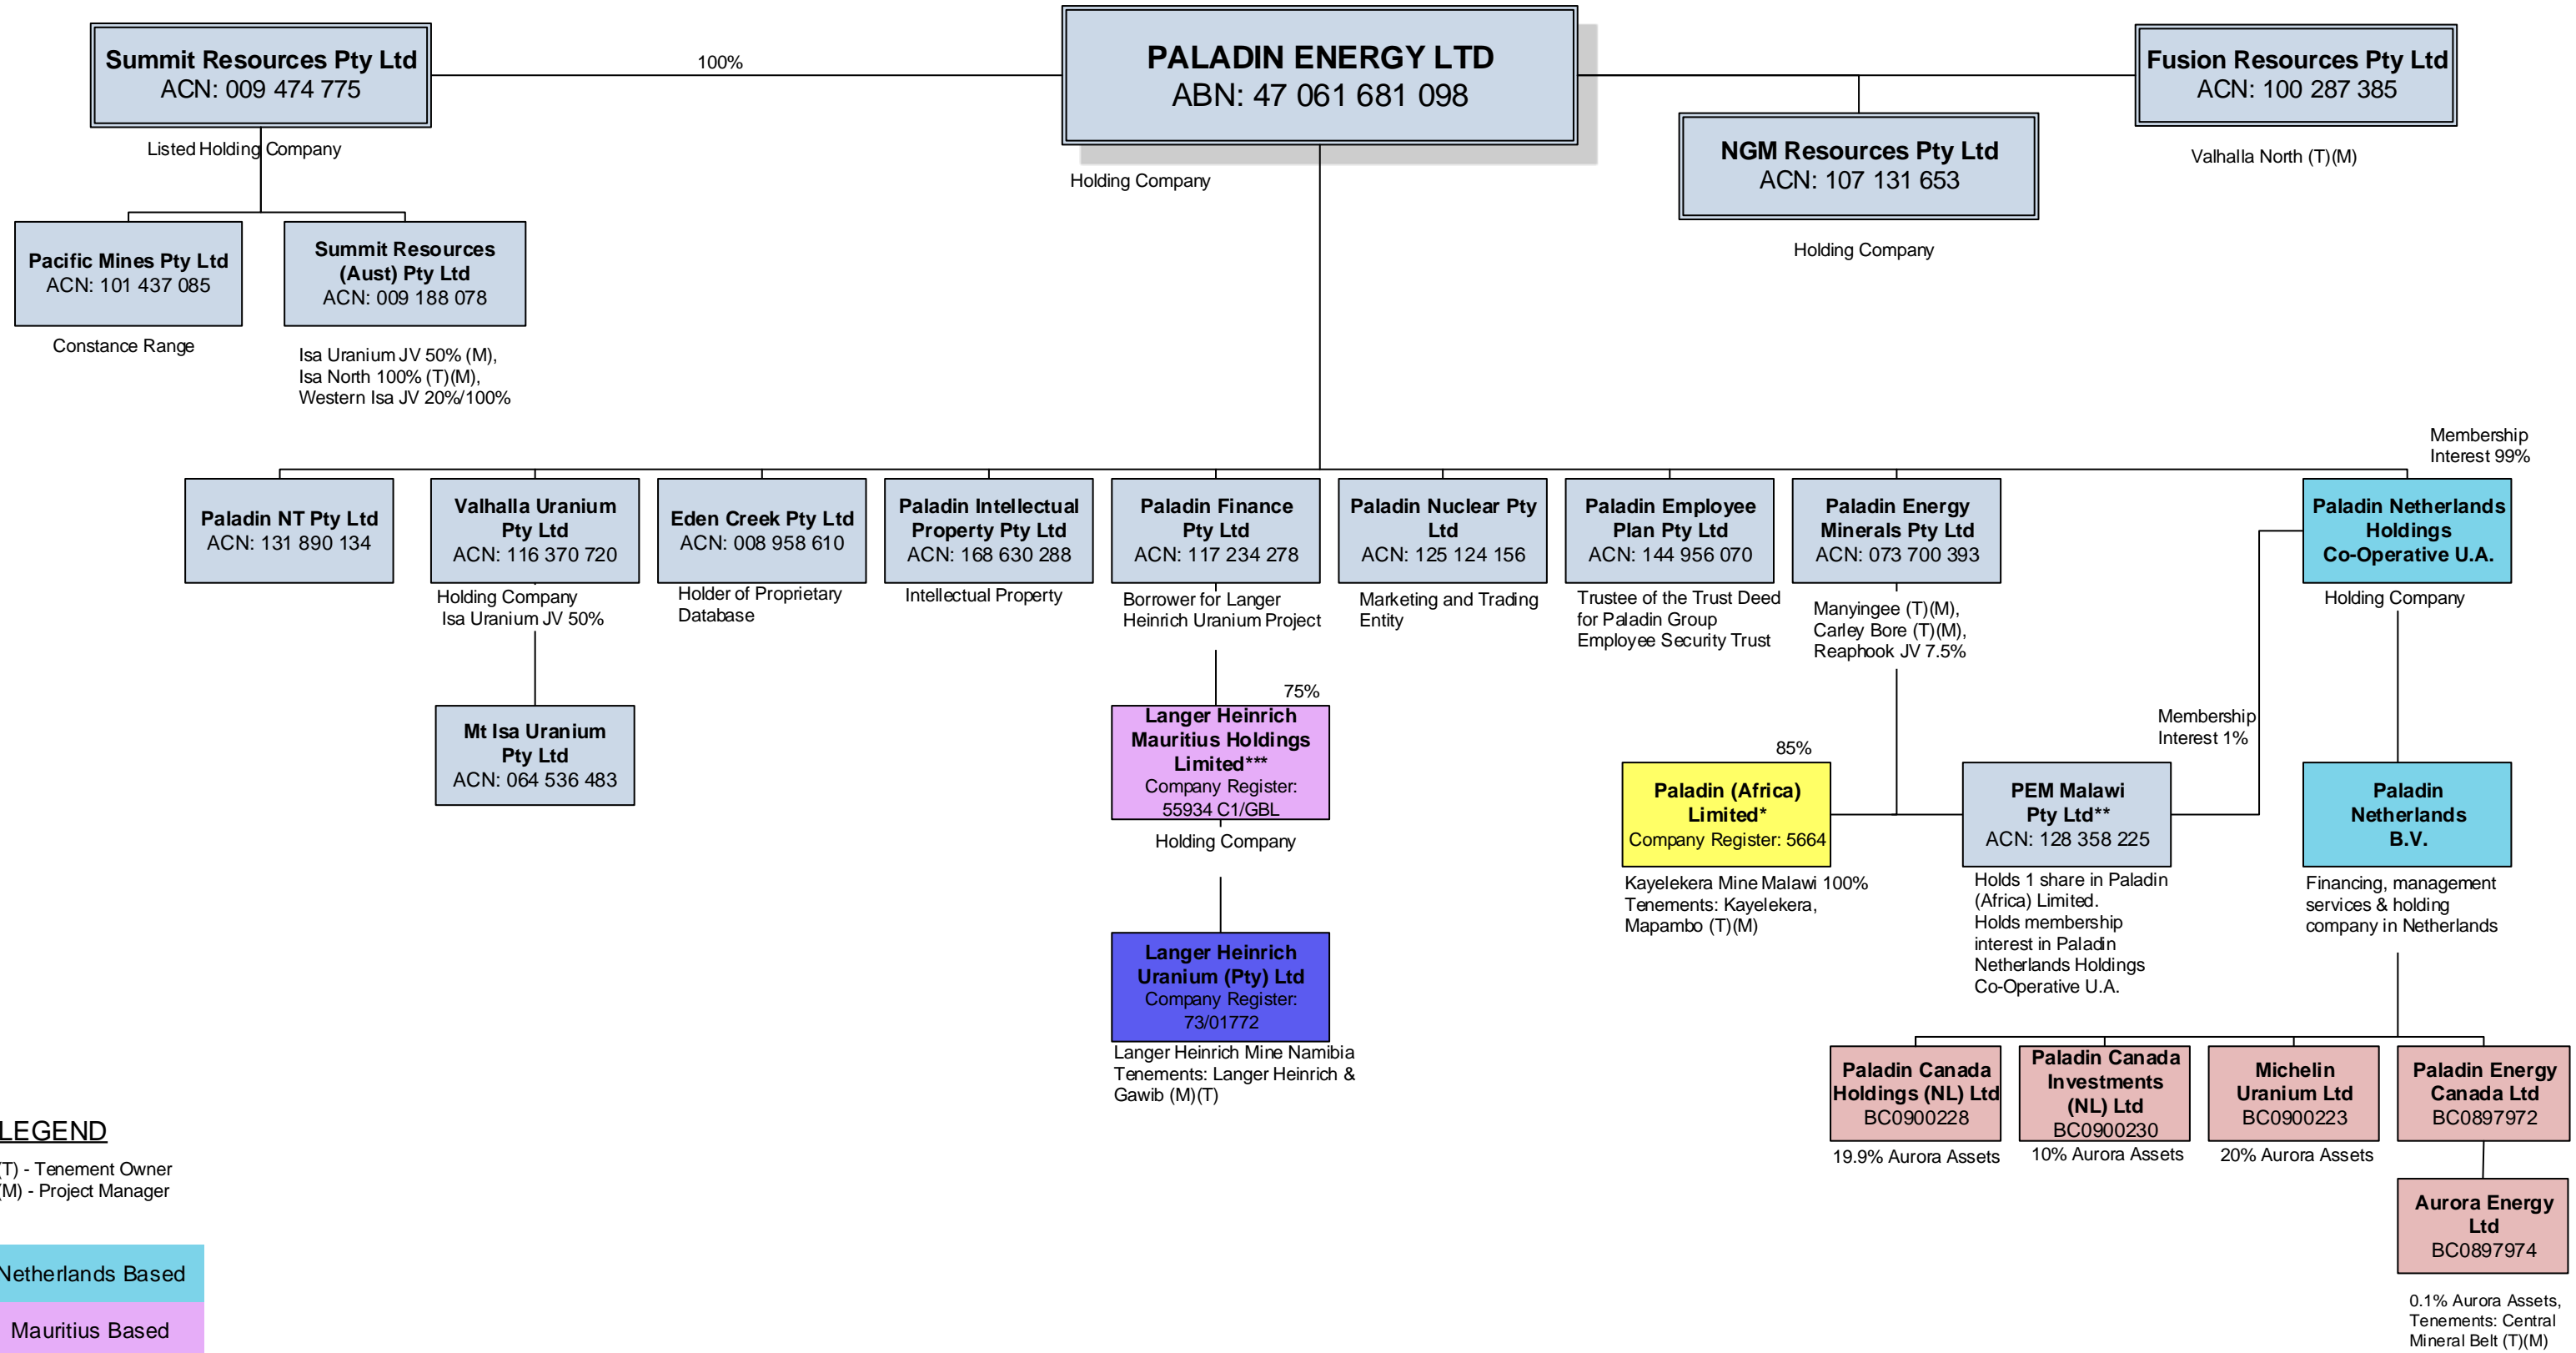 Summit Resources Pty Ltd
ACN: 009 474 775
Listed Holding Company
100%
PALADIN ENERGY LTD
ABN: 47 061 681 098
Holding Company
NGM Resources Pty Ltd
ACN: 107 131 653
Holding Company
Fusion Resources Pty Ltd
ACN: 100 287 385
Valhalla North (T)(M)
Pacific Mines Pty Ltd
ACN: 101 437 085
Constance Range
Summit Resources
(Aust) Pty Ltd
ACN: 009 188 078
Isa Uranium JV 50% (M),
Isa North 100% (T)(M),
Western Isa JV 20%/100%
Membership
Interest 99%
Paladin NT Pty Ltd
ACN: 131 890 134
Valhalla Uranium
Pty Ltd
ACN: 116 370 720
Holding Company
Isa Uranium JV 50%
Eden Creek Pty Ltd
ACN: 008 958 610
Holder of Proprietary
Database
Paladin Intellectual
Property Pty Ltd
ACN: 168 630 288
Intellectual Property
Paladin Finance
Pty Ltd
ACN: 117 234 278
Borrower for Langer
Heinrich Uranium Project
Paladin Nuclear Pty
Ltd
ACN: 125 124 156
Marketing and Trading
Entity
Paladin Employee
Plan Pty Ltd
ACN: 144 956 070
Trustee of the Trust Deed
for Paladin Group
Employee Security Trust
Paladin Energy
Minerals Pty Ltd
ACN: 073 700 393
Manyingee (T)(M),
Carley Bore (T)(M),
Reaphook JV 7.5%
Paladin Netherlands
Holdings
Co-Operative U.A.
Holding Company
Mt Isa Uranium
Pty Ltd
ACN: 064 536 483
75%
Langer Heinrich
Mauritius Holdings
Limited***
Company Register:
55934 C1/GBL
Holding Company
85%
Paladin (Africa)
Limited*
Company Register: 5664
Kayelekera Mine Malawi 100%
Tenements: Kayelekera,
Mapambo (T)(M)
Membership
Interest 1%
PEM Malawi
Pty Ltd**
ACN: 128 358 225
Holds 1 share in Paladin
(Africa) Limited.
Holds membership
interest in Paladin
Netherlands Holdings
Co-Operative U.A.
Paladin
Netherlands
B.V.
Financing, management
services & holding
company in Netherlands
Langer Heinrich
Uranium (Pty) Ltd
Company Register:
73/01772
Langer Heinrich Mine Namibia
Tenements: Langer Heinrich &
Gawib (M)(T)
Paladin Canada
Holdings (NL) Ltd
BC0900228
19.9% Aurora Assets
Paladin Canada
Investments
(NL) Ltd
BC0900230
10% Aurora Assets
Michelin
Uranium Ltd
BC0900223
20% Aurora Assets
Paladin Energy
Canada Ltd
BC0897972
Aurora Energy
Ltd
BC0897974
0.1% Aurora Assets,
Tenements: Central
Mineral Belt (T)(M)
LEGEND
(T) - Tenement Owner
(M) - Project Manager
Netherlands Based
Mauritius Based